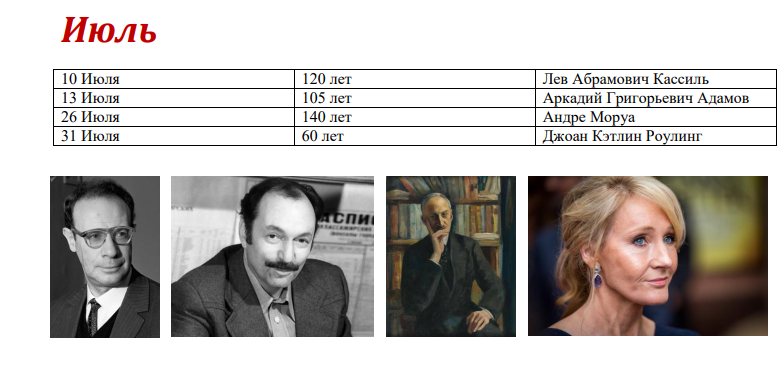 Июль
10 Июля 120 лет Лев Абрамович Кассиль
13 Июля 105 лет Аркадий Григорьевич Адамов
26 Июля 140 лет Андре Моруа
31 Июля 60 лет Джоан Кэтлин Роулинг